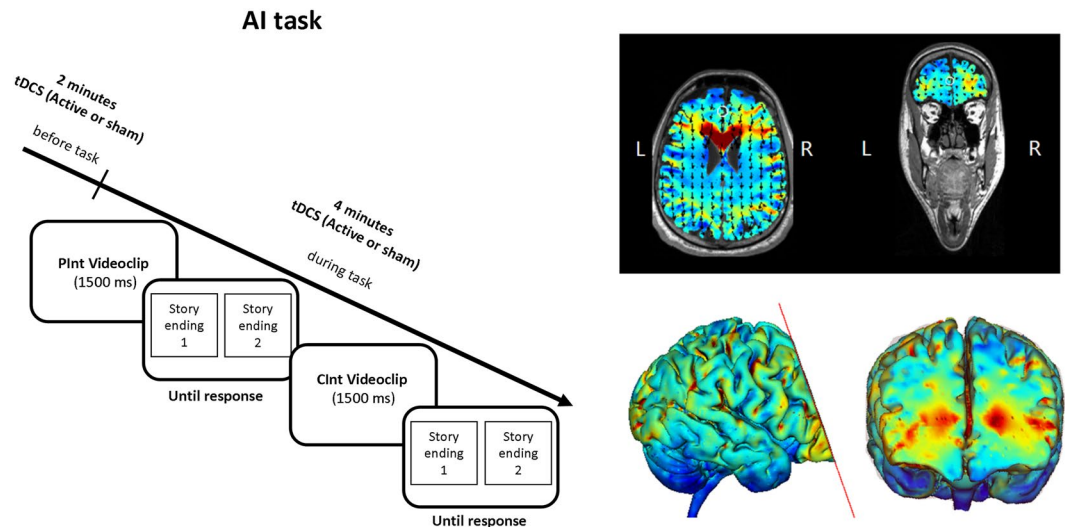 AI task
2 minutes
tDCS (Active or sham)
before task
4 minutes
tDCS (Active or sham)
during task
PInt Videoclip
(1500 ms)
Story
ending
1
Story
ending
2
Until response
CInt Videoclip
(1500 ms)
Story
ending
1
Story
ending
2
Until response
L
R
L
R